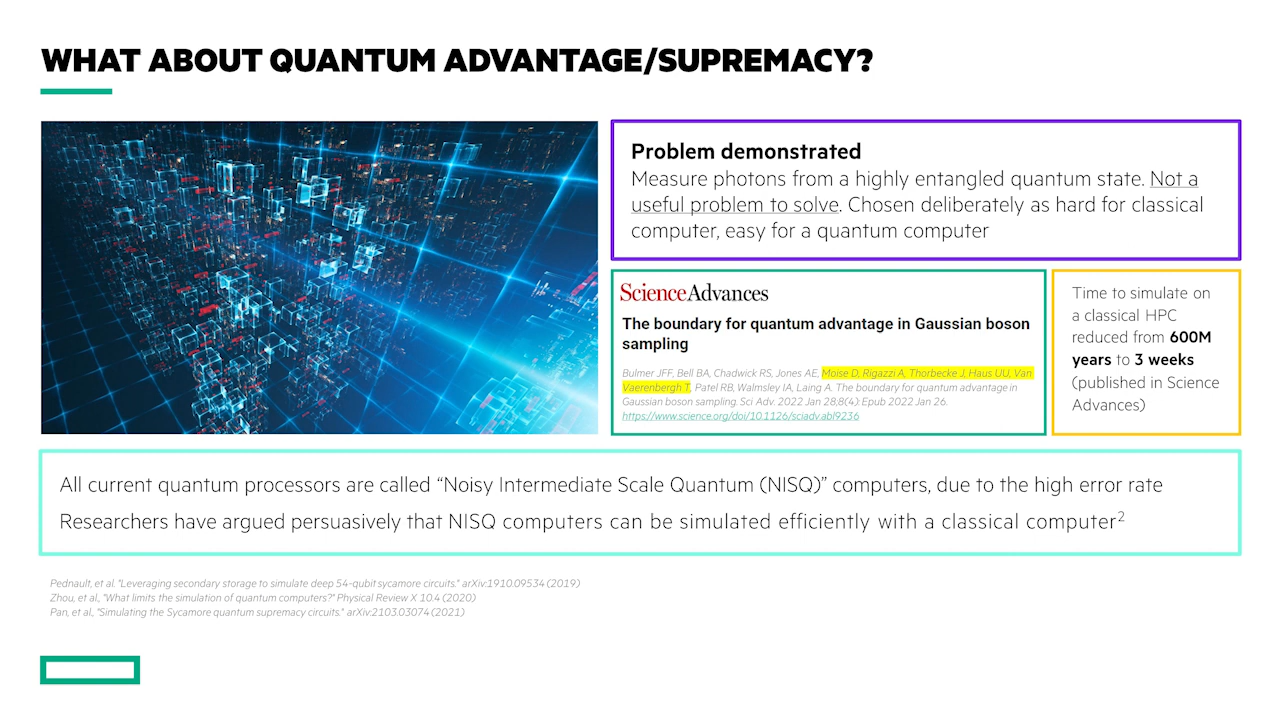 WHAT ABOUT QUANTUM ADVANTAGE/SUPREMACY?
Problem demonstrated
Measure photons from a highly entangled quantum state. Not a
useful problem to solve. Chosen deliberately as hard for classical
computer, easy for a quantum computer
ScienceAdvances
The boundary for quantum advantage in Gaussian boson
sampling
Bulmer JFF, Bell BA, Chadwick RS, Jones AE, Moise D, Rigazzi A, Thorbecke J, Haus UU, Van
Vaerenbergh T, Patel RB, Walmsley IA, Laing A. The boundary for quantum advantage in
Gaussian boson sampling. Sci Adv. 2022 Jan 28;8(4): Epub 2022 Jan 26.
https://www.science.org/doi/10.1126/sciadv.abl9236
Time to simulate on
a classical HPC
reduced from 600M
years to 3 weeks
(published in Science
Advances)
All current quantum processors are called “Noisy Intermediate Scale Quantum (NISQ)” computers, due to the high error rate
Researchers have argued persuasively that NISQ computers can be simulated efficiently with a classical computer²
Pednault, et al. "Leveraging secondary storage to simulate deep 54-qubit sycamore circuits." arXiv:1910.09534 (2019)
Zhou, et al., "What limits the simulation of quantum computers?" Physical Review X 10.4 (2020)
Pan, et al., "Simulating the Sycamore quantum supremacy circuits." arXiv:2103.03074 (2021)